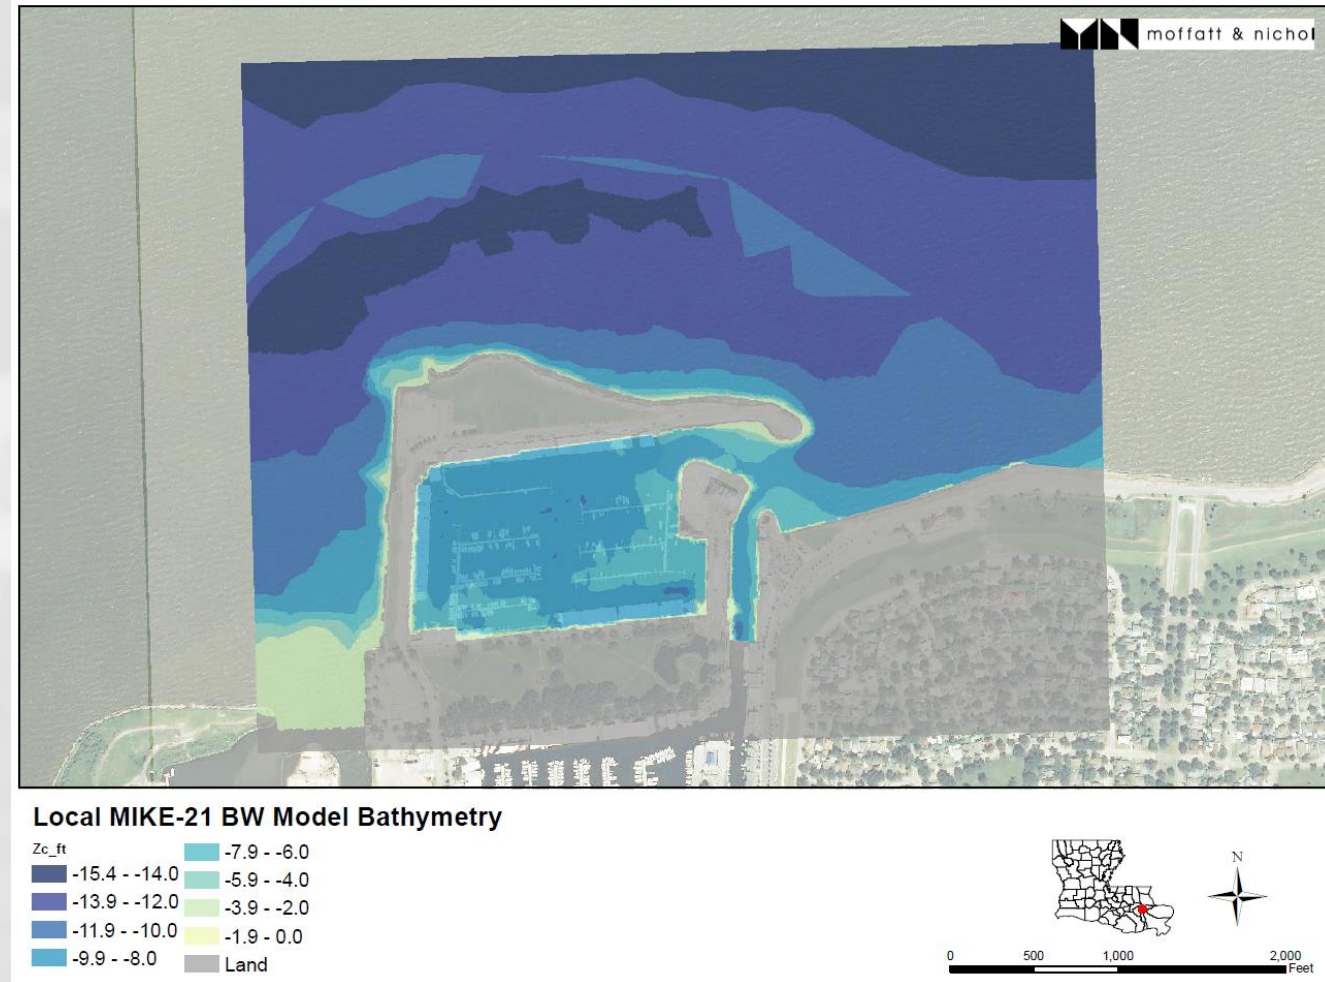 moffatt & nichol
Local MIKE-21 BW Model Bathymetry
Zc_ft
-15.4 - -14.0
-13.9 - -12.0
-11.9 - -10.0
-9.9 - -8.0
-7.9 - -6.0
-5.9 - -4.0
-3.9 - -2.0
-1.9 - 0.0
Land
N
0 500 1,000 2,000
Feet